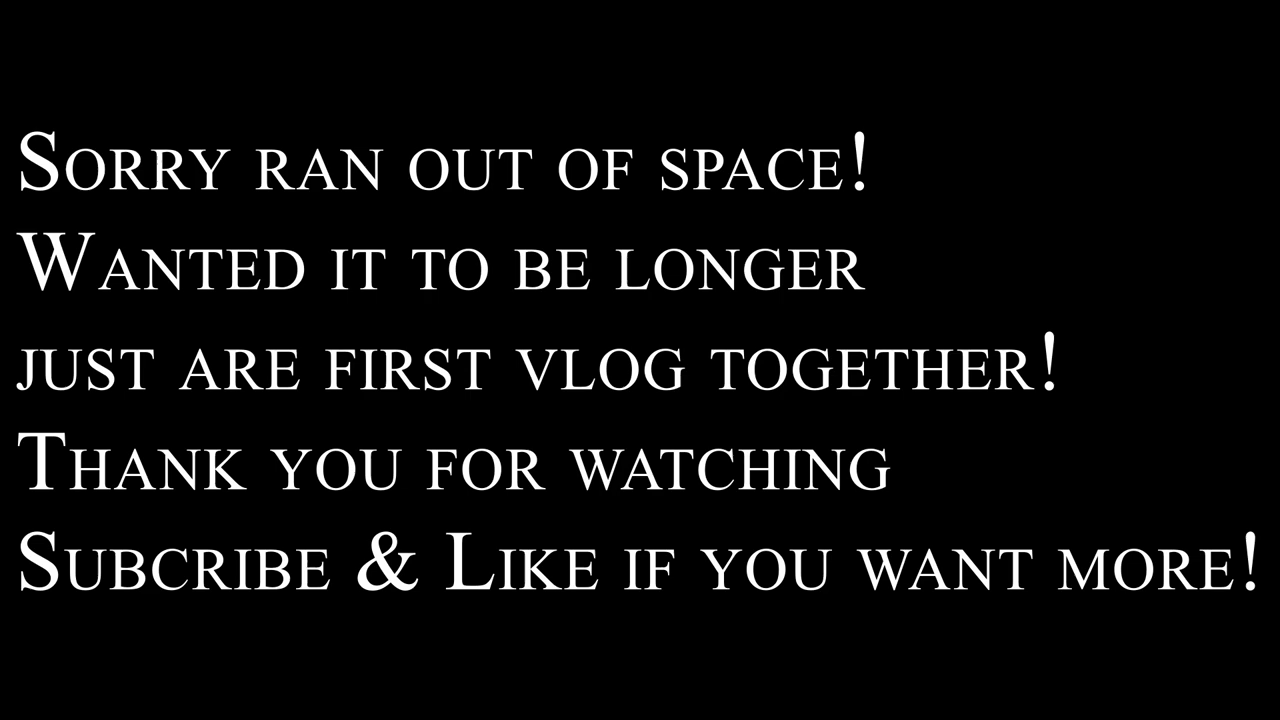 Sorry ran out of space!
Wanted it to be longer
just are first vlog together!
Thank you for watching
Subcribe & Like if you want more!